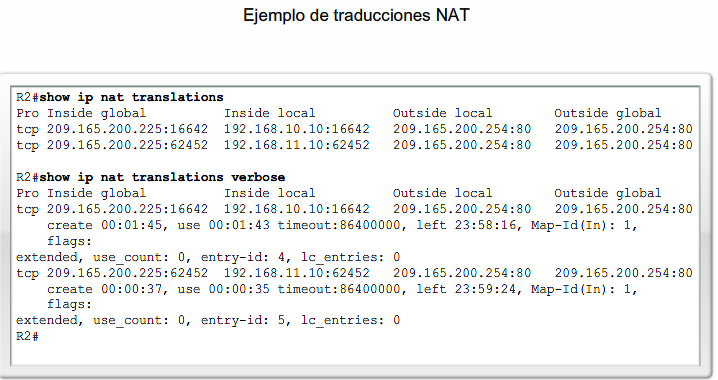 Ejemplo de traducciones NAT
R2#show ip nat translations
Pro Inside global Inside local Outside local Outside global
tcp 209.165.200.225:16642 192.168.10.10:16642 209.165.200.254:80 209.165.200.254:80
tcp 209.165.200.225:62452 192.168.11.10:62452 209.165.200.254:80 209.165.200.254:80
R2#show ip nat translations verbose
Pro Inside global Inside local Outside local Outside global
tcp 209.165.200.225:16642 192.168.10.10:16642 209.165.200.254:80 209.165.200.254:80
create 00:01:45, use 00:01:43 timeout:86400000, left 23:58:16, Map-Id(In): 1,
flags:
extended, use_count: 0, entry-id: 4, lc_entries: 0
tcp 209.165.200.225:62452 192.168.11.10:62452 209.165.200.254:80 209.165.200.254:80
create 00:00:37, use 00:00:35 timeout:86400000, left 23:59:24, Map-Id(In): 1,
flags:
extended, use_count: 0, entry-id: 5, lc_entries: 0
R2#